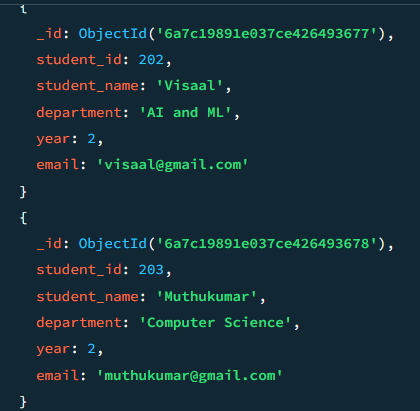 {
_id: ObjectId('6a7c19891e037ce426493677'),
student_id: 202,
student_name: 'Visaal',
department: 'AI and ML',
year: 2,
email: 'visaal@gmail.com'
}
{
_id: ObjectId('6a7c19891e037ce426493678'),
student_id: 203,
student_name: 'Muthukumar',
department: 'Computer Science',
year: 2,
email: 'muthukumar@gmail.com'
}